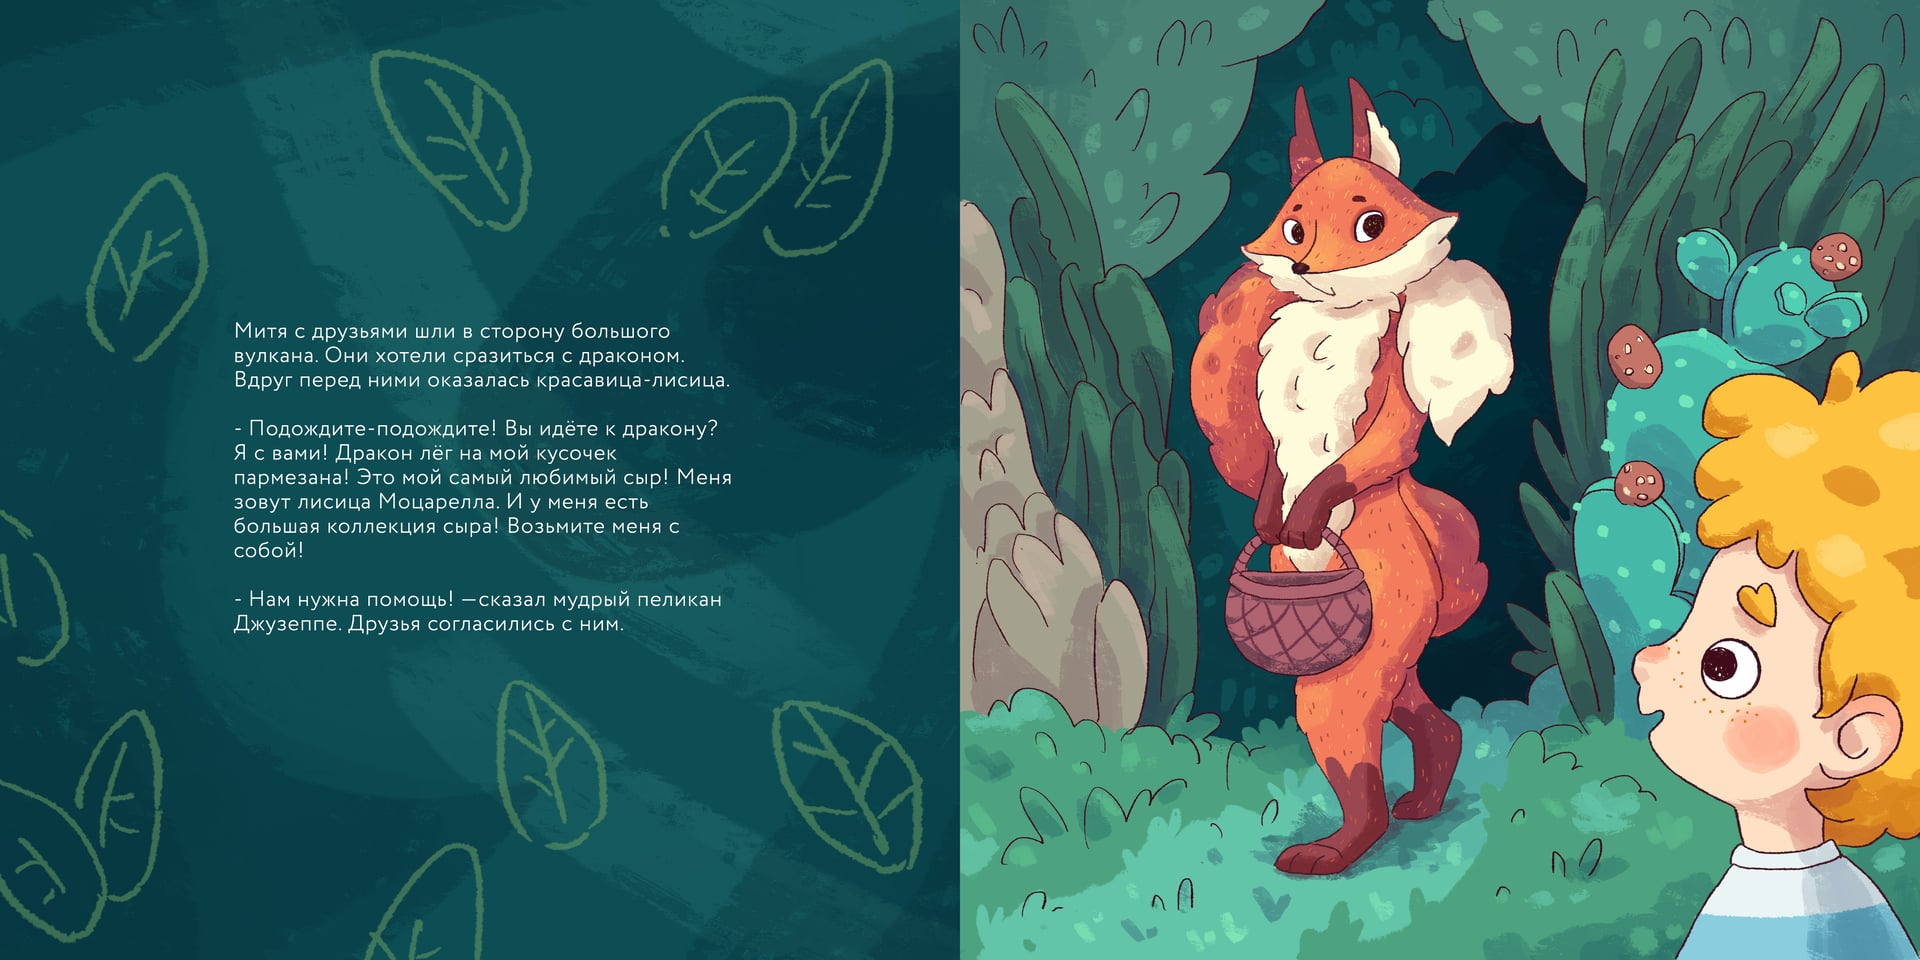 Митя с друзьями шли в сторону большого
вулкана. Они хотели сразиться с драконом.
Вдруг перед ними оказалась красавица-лисица.
- Подождите-подождите! Вы идёте к дракону?
Я с вами! Дракон лёг на мой кусочек
пармезана! Это мой самый любимый сыр! Меня
зовут лисица Моцарелла. И у меня есть
большая коллекция сыра! Возьмите меня с
собой!
- Нам нужна помощь! —сказал мудрый пеликан
Джузеппе. Друзья согласились с ним.